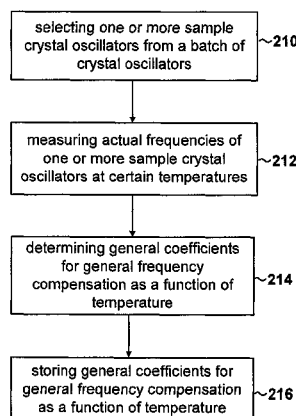 selecting one or more sample
crystal oscillators from a batch of
crystal oscillators
210
measuring actual frequencies of
one or more sample crystal
oscillators at certain temperatures
212
determining general coefficients
for general frequency
compensation as a function of
temperature
214
storing general coefficients for
general frequency compensation
as a function of temperature
216